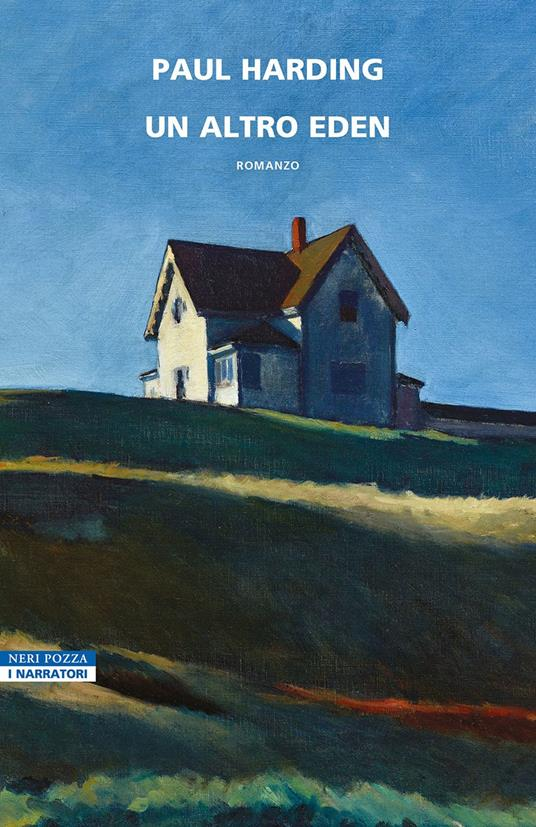 PAUL HARDING
UN ALTRO EDEN
ROMANZO
NERI POZZA
I NARRATORI